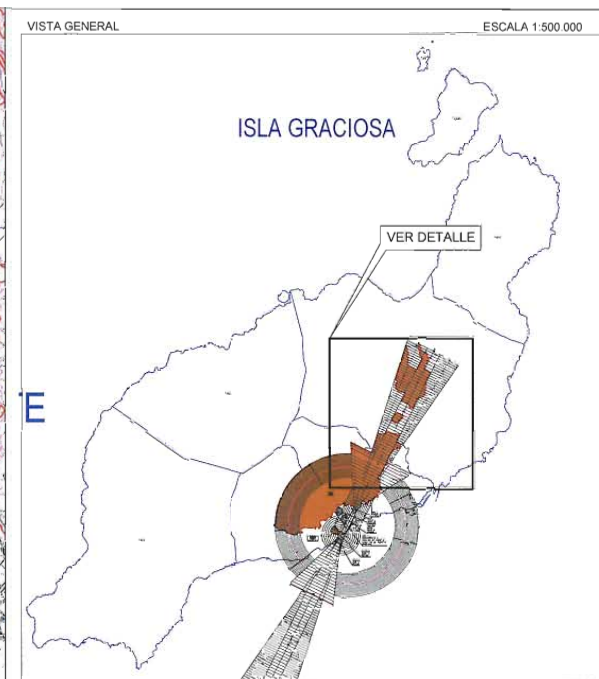 VISTA GENERAL
ESCALA 1:500.000
ISLA GRACIOSA
VER DETALLE
E